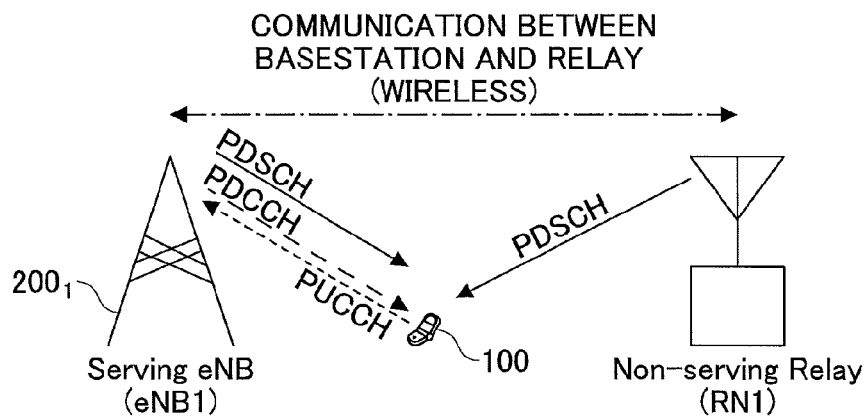 COMMUNICATION BETWEEN
BASESTATION AND RELAY
(WIRELESS)
PDSCH
PDCCH
PUCCH
PDSCH
200₁
100
Serving eNB
(eNB1)
Non-serving Relay
(RN1)